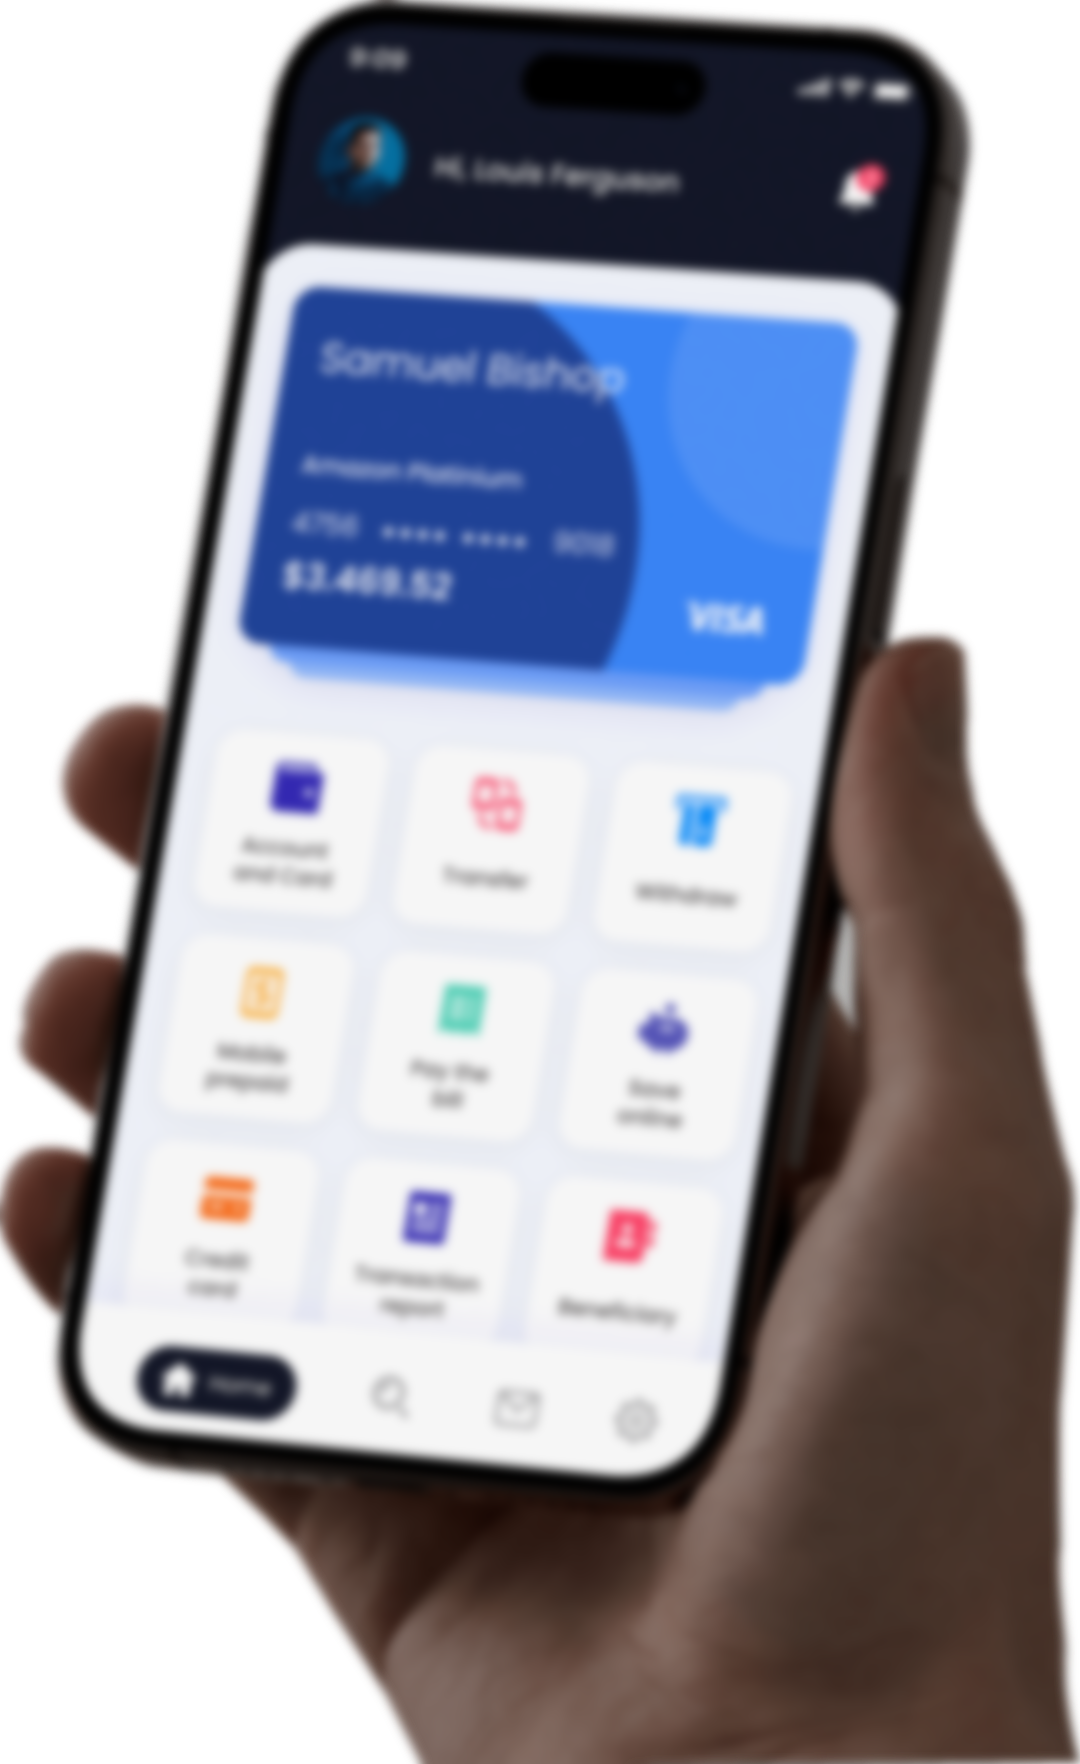 9:09
Hi, Louis Ferguson
Samuel Bishop
Amazon Platinium
4756 •••• •••• 9018
$3.469.52
VISA
Account
and Card
Transfer
Withdraw
Mobile
prepaid
Pay the
bill
Save
online
Credit
card
Transaction
report
Beneficiary
Home